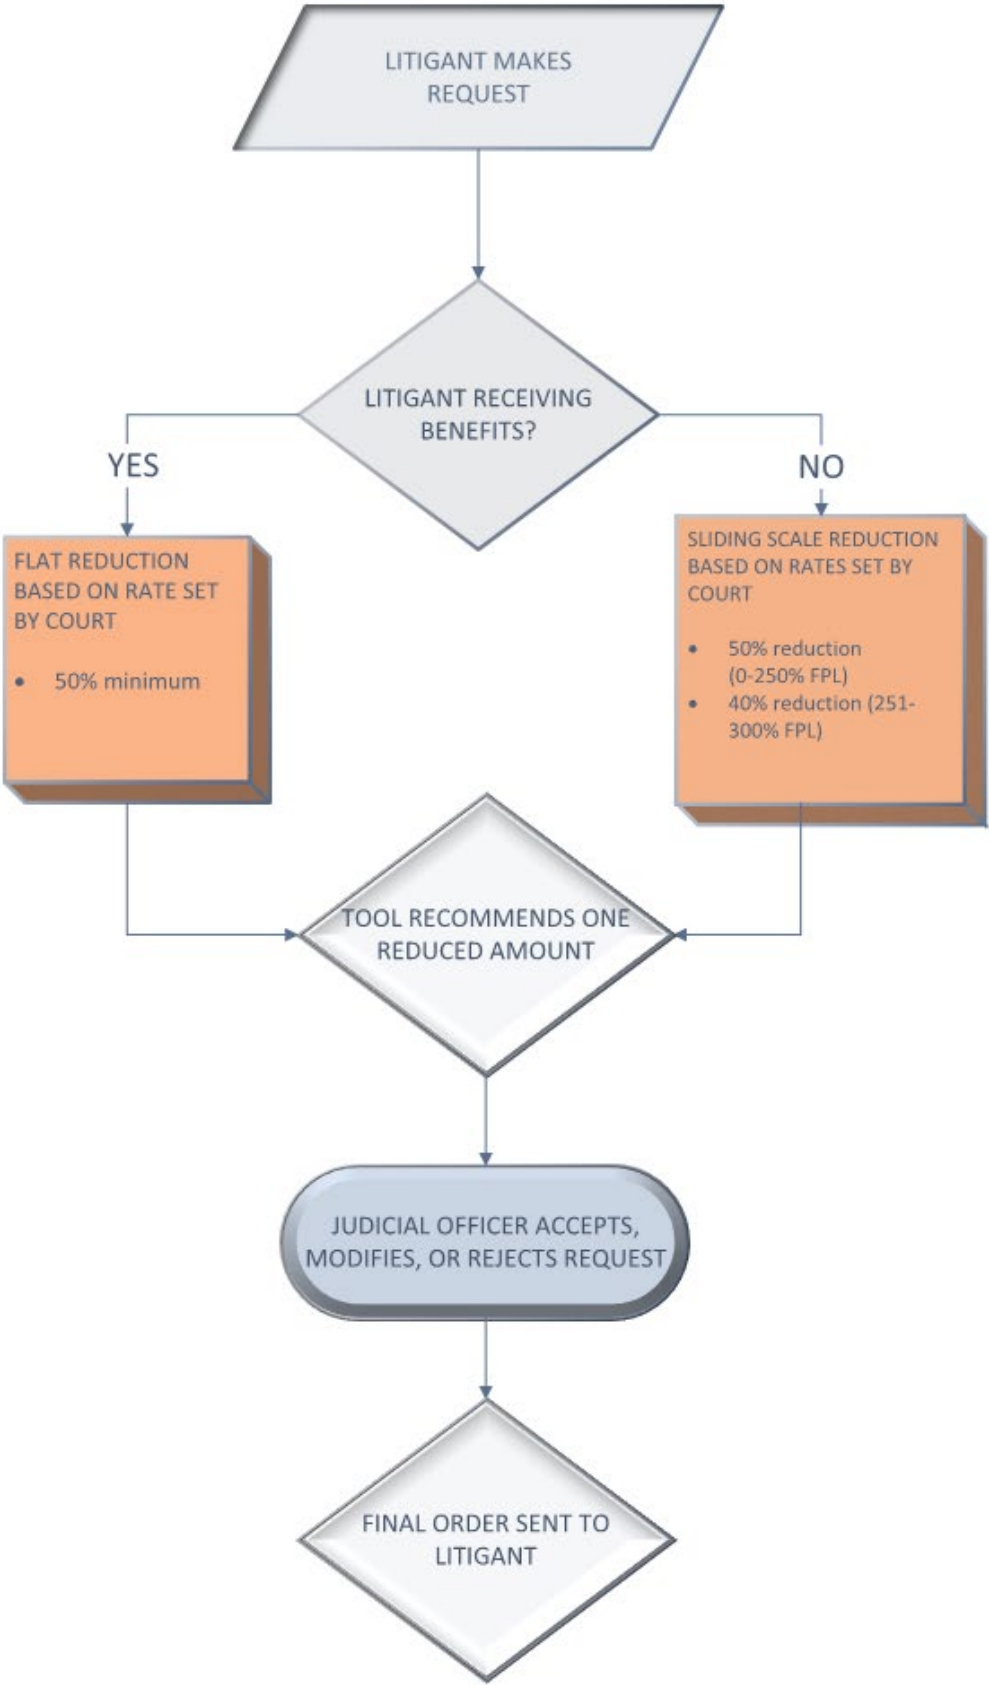 LITIGANT MAKES
REQUEST
LITIGANT RECEIVING
BENEFITS?
YES
NO
FLAT REDUCTION
BASED ON RATE SET
BY COURT
• 50% minimum
SLIDING SCALE REDUCTION
BASED ON RATES SET BY
COURT
• 50% reduction
(0-250% FPL)
• 40% reduction (251-
300% FPL)
TOOL RECOMMENDS ONE
REDUCED AMOUNT
JUDICIAL OFFICER ACCEPTS,
MODIFIES, OR REJECTS REQUEST
FINAL ORDER SENT TO
LITIGANT